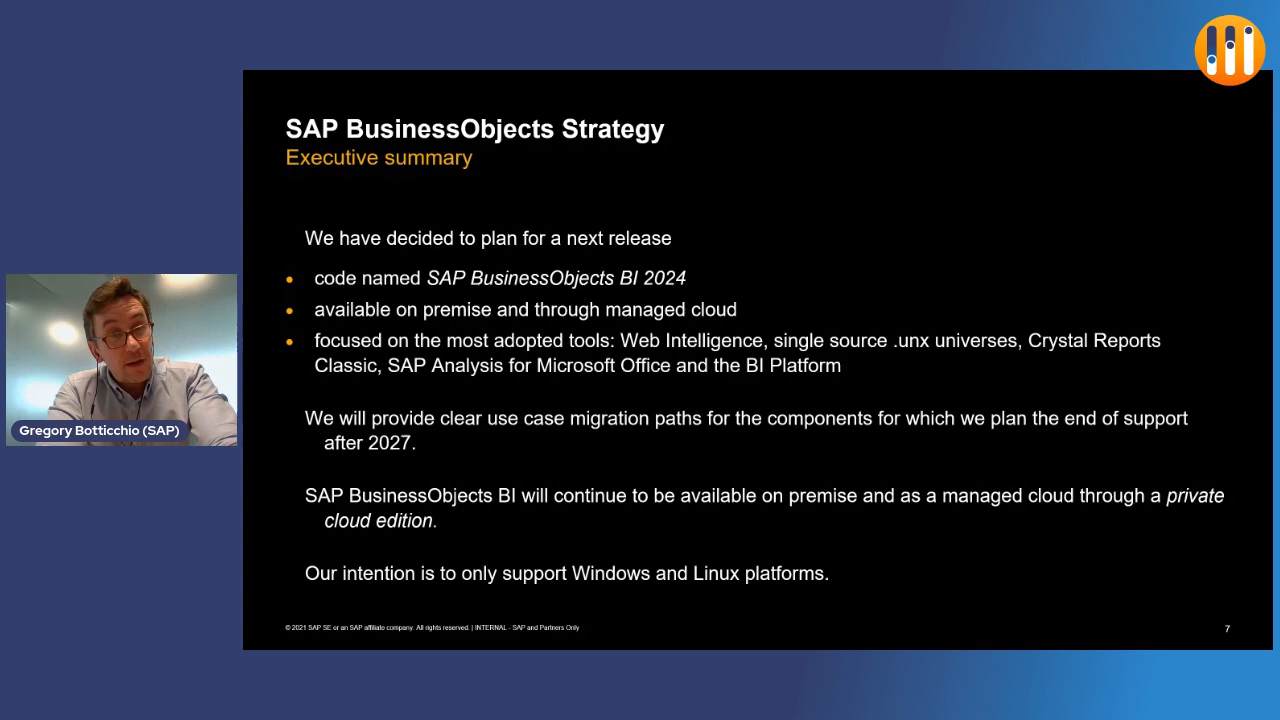 SAP BusinessObjects Strategy
Executive summary
We have decided to plan for a next release
• code named SAP BusinessObjects BI 2024
• available on premise and through managed cloud
• focused on the most adopted tools: Web Intelligence, single source .unx universes, Crystal Reports
Classic, SAP Analysis for Microsoft Office and the BI Platform
We will provide clear use case migration paths for the components for which we plan the end of support
after 2027.
SAP BusinessObjects BI will continue to be available on premise and as a managed cloud through a private
cloud edition.
Our intention is to only support Windows and Linux platforms.
© 2021 SAP SE or an SAP affiliate company. All rights reserved. | INTERNAL - SAP and Partners Only
7
Gregory Botticchio (SAP)